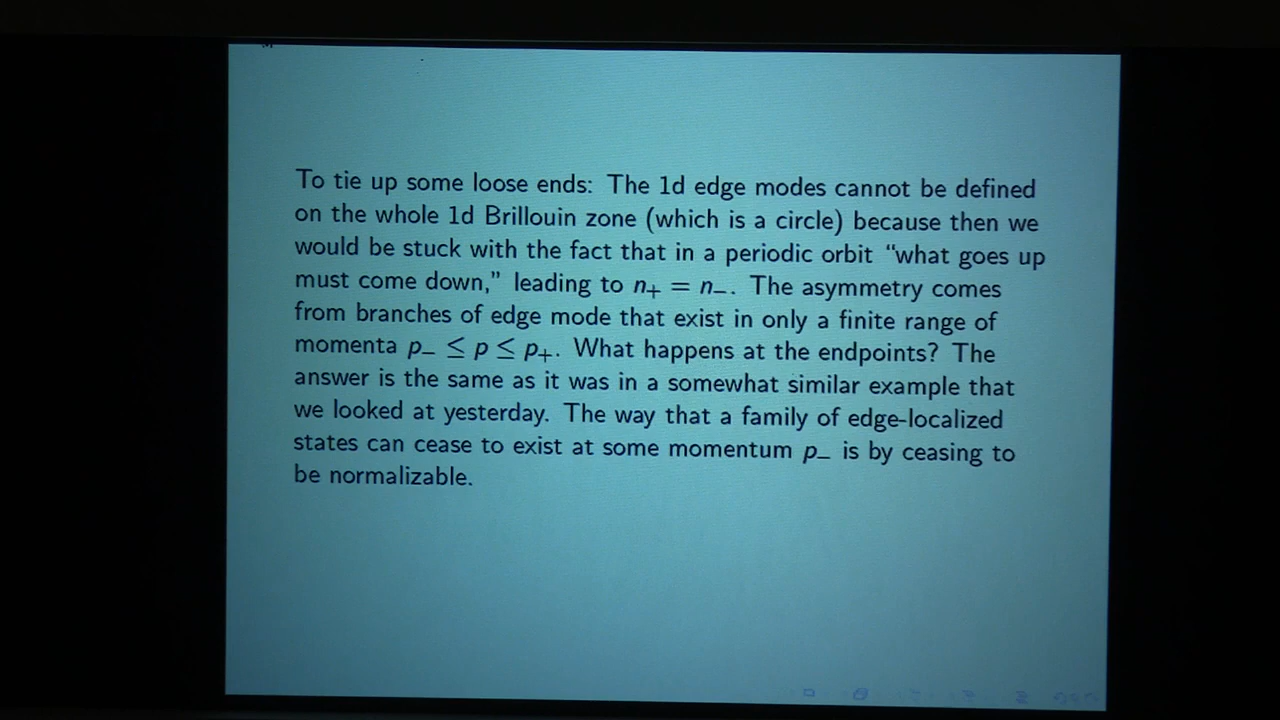 To tie up some loose ends: The 1d edge modes cannot be defined
on the whole 1d Brillouin zone (which is a circle) because then we
would be stuck with the fact that in a periodic orbit “what goes up
must come down,” leading to n₊ = n₋. The asymmetry comes
from branches of edge mode that exist in only a finite range of
momenta p₋ ≤ p ≤ p₊. What happens at the endpoints? The
answer is the same as it was in a somewhat similar example that
we looked at yesterday. The way that a family of edge-localized
states can cease to exist at some momentum p₋ is by ceasing to
be normalizable.